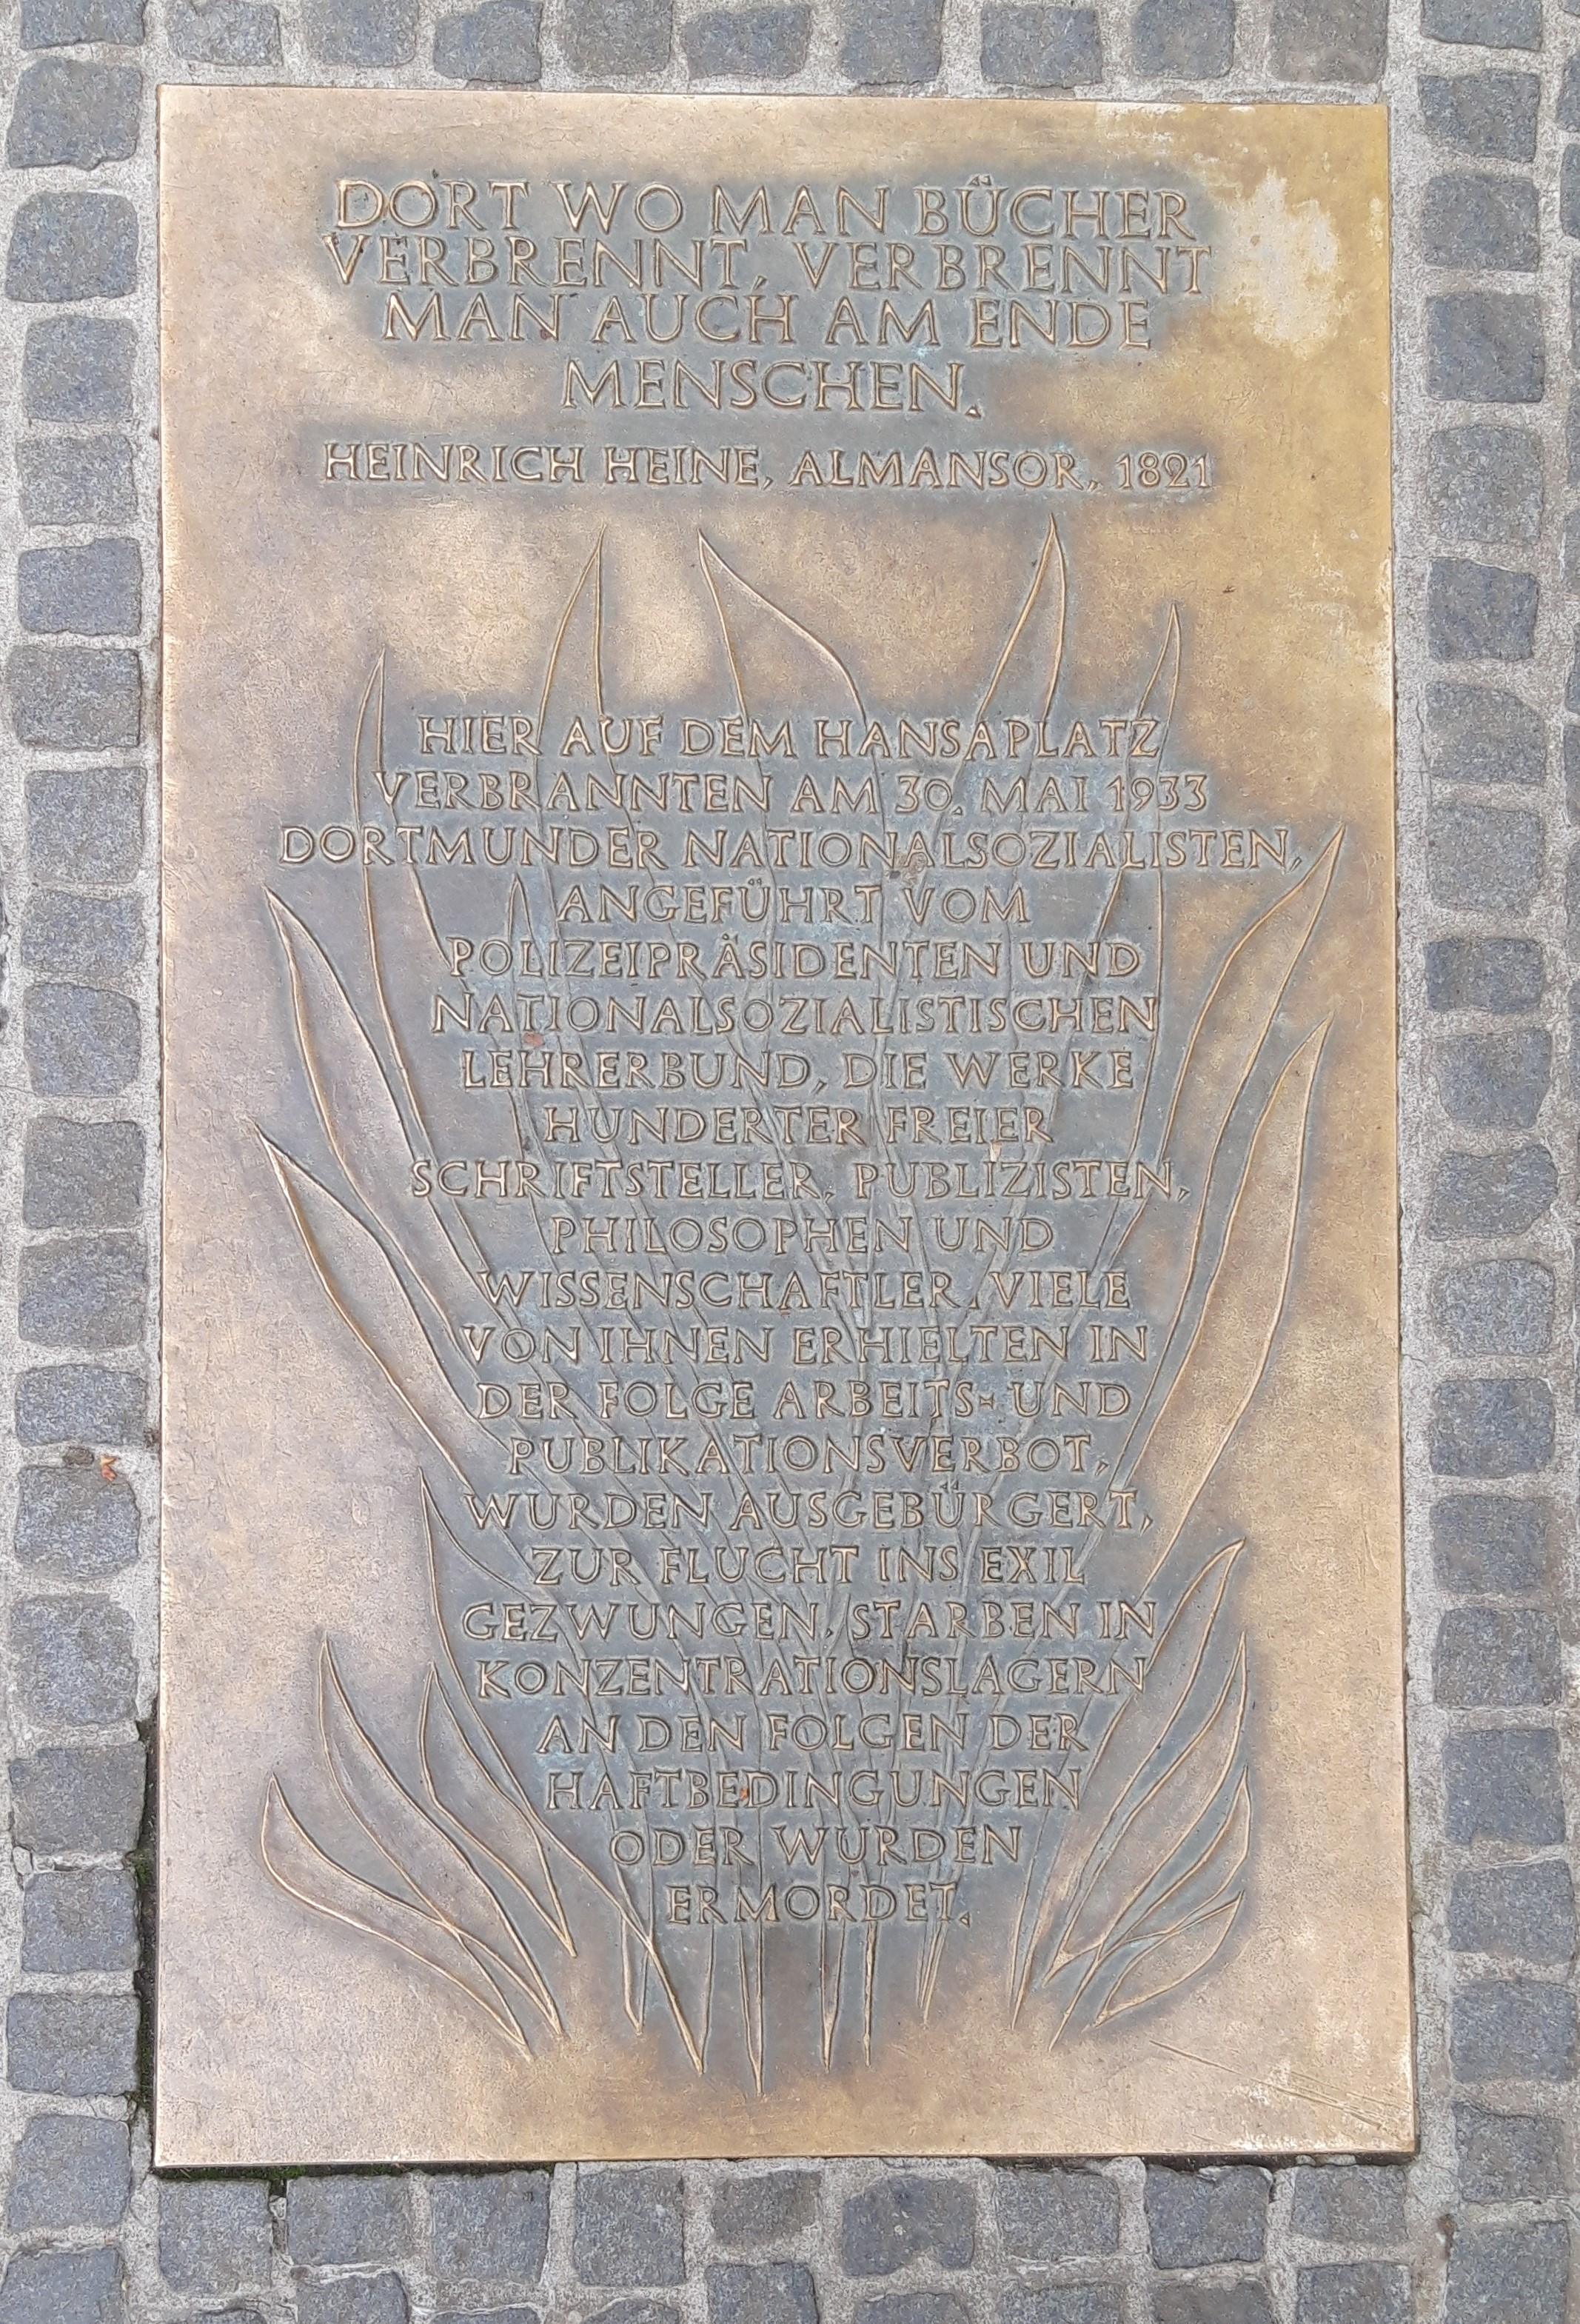 DORT WO MAN BÜCHER
VERBRENNT, VERBRENNT
MAN AUCH AM ENDE
MENSCHEN.
HEINRICH HEINE, ALMANSOR, 1821
HIER AUF DEM HANSAPLATZ
VERBRANNTEN AM 30. MAI 1933
DORTMUNDER NATIONALSOZIALISTEN,
ANGEFÜHRT VOM
POLIZEIPRÄSIDENTEN UND
NATIONALSOZIALISTISCHEN
LEHRERBUND, DIE WERKE
HUNDERTER FREIER
SCHRIFTSTELLER, PUBLIZISTEN,
PHILOSOPHEN UND
WISSENSCHAFTLER. VIELE
VON IHNEN ERHIELTEN IN
DER FOLGE ARBEITS- UND
PUBLIKATIONSVERBOT,
WURDEN AUSGEBÜRGERT,
ZUR FLUCHT INS EXIL
GEZWUNGEN, STARBEN IN
KONZENTRATIONSLAGERN
AN DEN FOLGEN DER
HAFTBEDINGUNGEN
ODER WURDEN
ERMORDET.